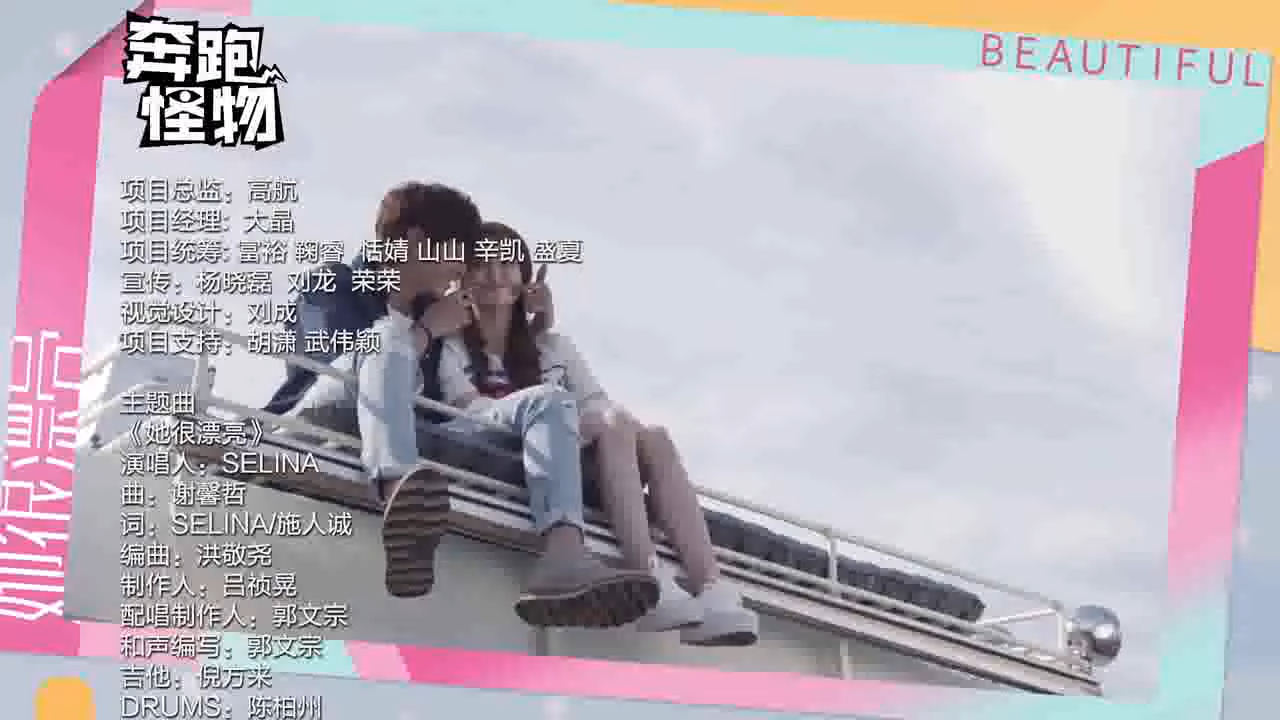 奔跑
怪物
BEAUTIFUL
项目总监：高航
项目经理：大晶
项目统筹：富裕 鞠睿 恬婧 山山 辛凯 盛夏
宣传：杨晓磊 刘龙 荣荣
视觉设计：刘成
项目支持：胡潇 武伟颖
主题曲
《她很漂亮》
演唱人：SELINA
曲：谢馨哲
词：SELINA/施人诚
编曲：洪敬尧
制作人：吕祯晃
配唱制作人：郭文宗
和声编写：郭文宗
吉他：倪方来
DRUMS：陈柏州
她很漂亮